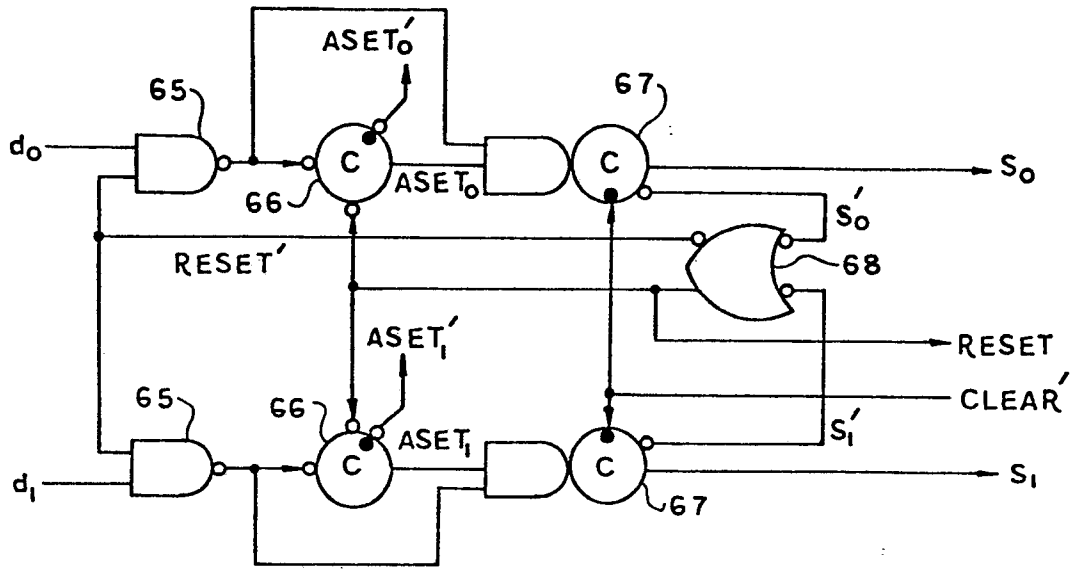 ASET₀'
65
67
d₀
C
C
S₀
66
ASET₀
S₀'
RESET'
68
ASET₁'
RESET
65
66
CLEAR'
ASET₁
S₁'
C
C
d₁
S₁
67